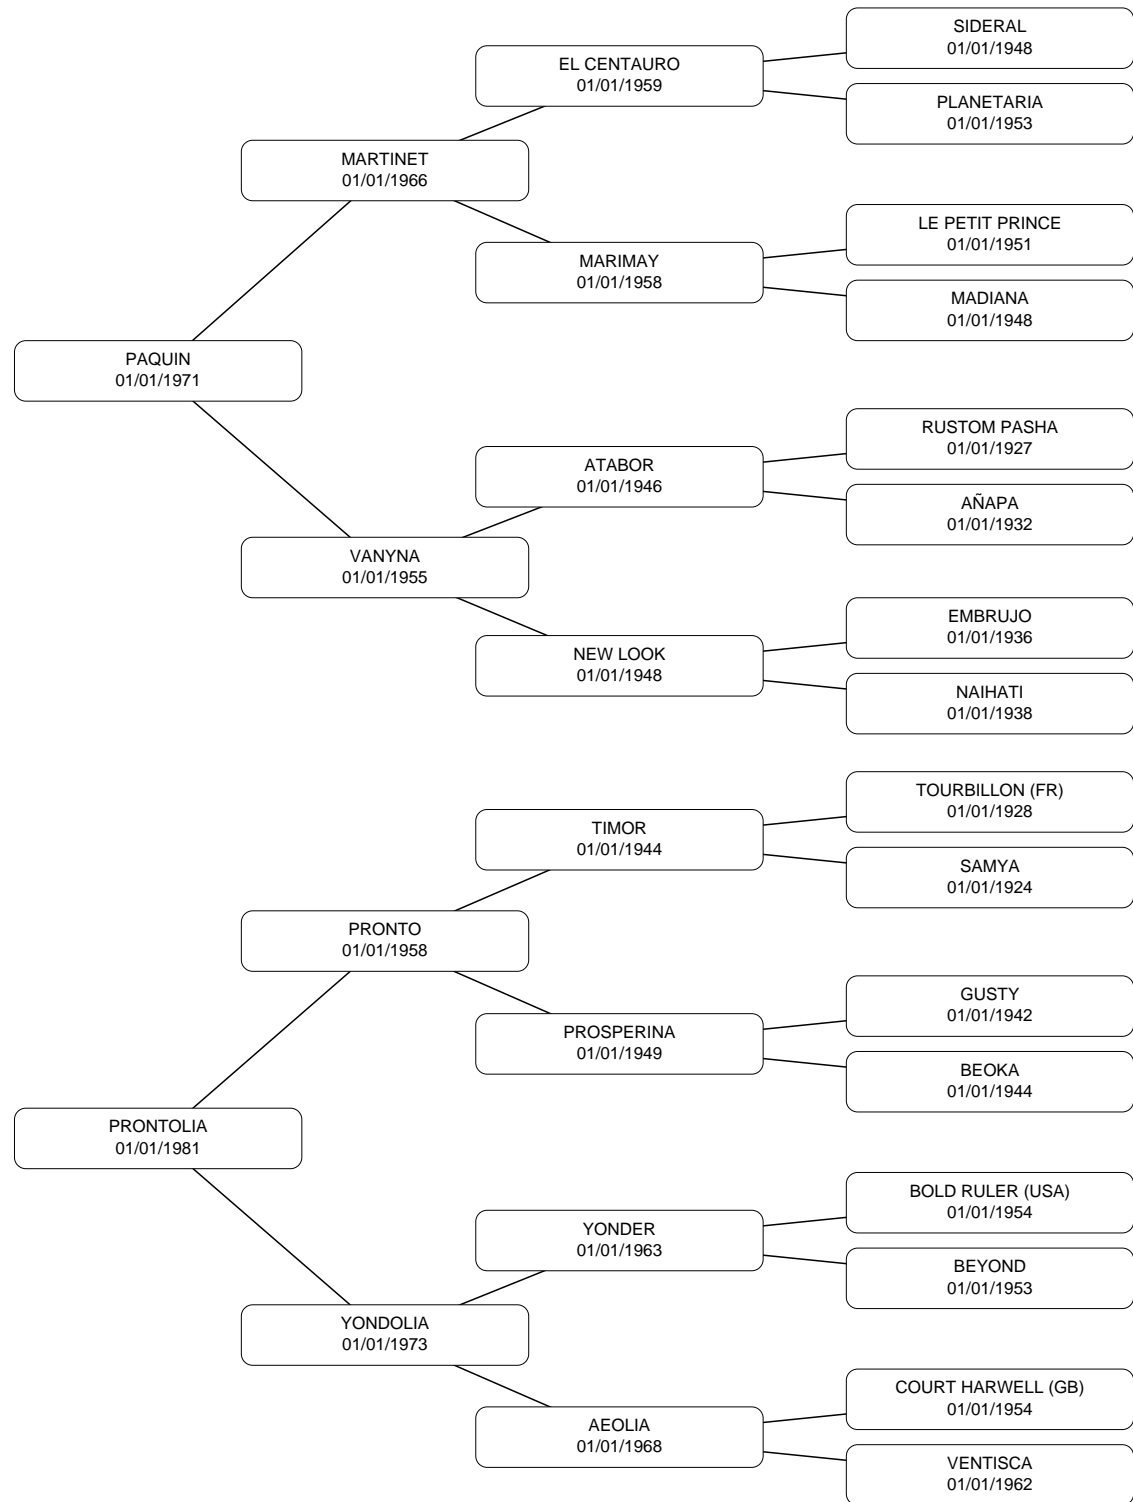 SIDERAL
01/01/1948
EL CENTAURO
01/01/1959
PLANETARIA
01/01/1953
MARTINET
01/01/1966
LE PETIT PRINCE
01/01/1951
MARIMAY
01/01/1958
MADIANA
01/01/1948
PAQUIN
01/01/1971
RUSTOM PASHA
01/01/1927
ATABOR
01/01/1946
AÑAPA
01/01/1932
VANYNA
01/01/1955
EMBRUJO
01/01/1936
NEW LOOK
01/01/1948
NAIHATI
01/01/1938
TOURBILLON (FR)
01/01/1928
TIMOR
01/01/1944
SAMYA
01/01/1924
PRONTO
01/01/1958
GUSTY
01/01/1942
PROSPERINA
01/01/1949
BEOKA
01/01/1944
PRONTOLIA
01/01/1981
BOLD RULER (USA)
01/01/1954
YONDER
01/01/1963
BEYOND
01/01/1953
YONDOLIA
01/01/1973
COURT HARWELL (GB)
01/01/1954
AEOLIA
01/01/1968
VENTISCA
01/01/1962